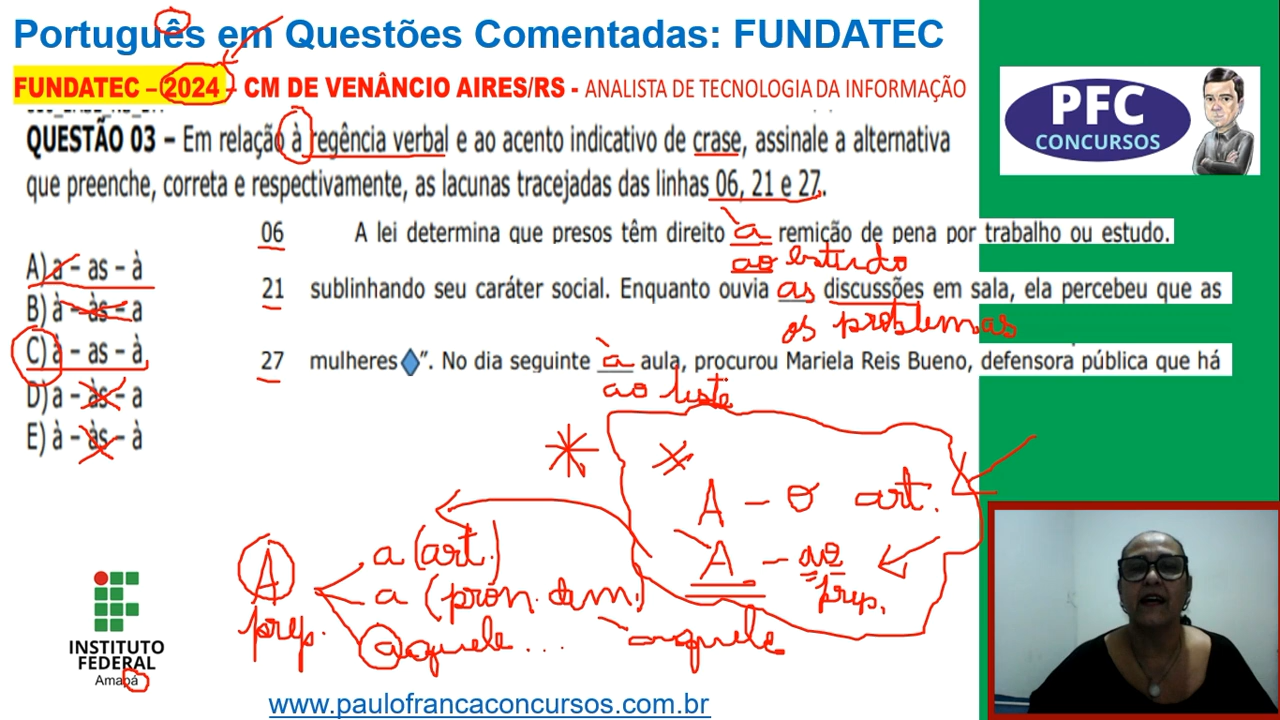 Português em Questões Comentadas: FUNDATEC
FUNDATEC – 2024 - CM DE VENÂNCIO AIRES/RS - ANALISTA DE TECNOLOGIA DA INFORMAÇÃO
PFC
CONCURSOS
QUESTÃO 03 – Em relação à regência verbal e ao acento indicativo de crase, assinale a alternativa
que preenche, correta e respectivamente, as lacunas tracejadas das linhas 06, 21 e 27.
06 A lei determina que presos têm direito à remição de pena por trabalho ou estudo.
ao estudo
A) a – as – à
21 sublinhando seu caráter social. Enquanto ouvia as discussões em sala, ela percebeu que as
B) à – às – a
os problemas
C) à – as – à
27 mulheres ”. No dia seguinte à aula, procurou Mariela Reis Bueno, defensora pública que há
D) a – às – a
ao teste
E) à – às – à
A – o art.
A – ao
prep.
A
prep.
a (art.)
a (pron. dem.)
aquele...
àquele
INSTITUTO
FEDERAL
Amapá
www.paulofrancaconcursos.com.br